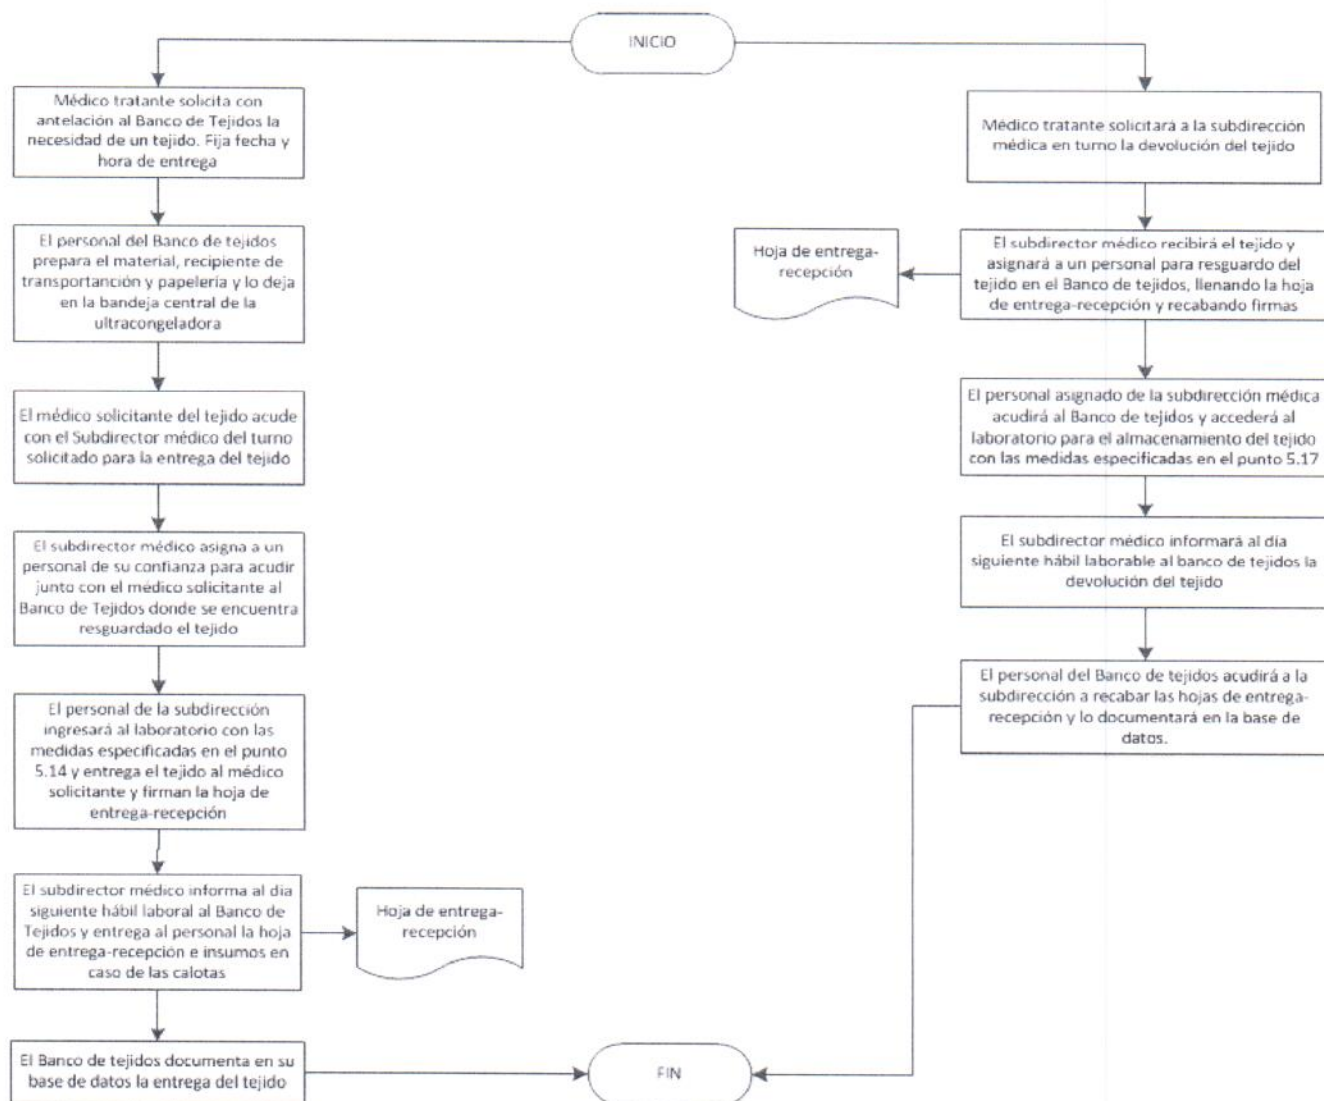 INICIO
Médico tratante solicita con
antelación al Banco de Tejidos la
necesidad de un tejido. Fija fecha y
hora de entrega
El personal del Banco de tejidos
prepara el material, recipiente de
transportanción y papelería y lo deja
en la bandeja central de la
ultracongeladora
El médico solicitante del tejido acude
con el Subdirector médico del turno
solicitado para la entrega del tejido
El subdirector médico asigna a un
personal de su confianza para acudir
junto con el médico solicitante al
Banco de Tejidos donde se encuentra
resguardado el tejido
El personal de la subdirección
ingresará al laboratorio con las
medidas especificadas en el punto
5.14 y entrega el tejido al médico
solicitante y firman la hoja de
entrega-recepción
El subdirector médico informa al día
siguiente hábil laboral al Banco de
Tejidos y entrega al personal la hoja
de entrega-recepción e insumos en
caso de las calotas
Hoja de entrega-
recepción
El Banco de tejidos documenta en su
base de datos la entrega del tejido
Médico tratante solicitará a la subdirección
médica en turno la devolución del tejido
El subdirector médico recibirá el tejido y
asignará a un personal para resguardo del
tejido en el Banco de tejidos, llenando la hoja
de entrega-recepción y recabando firmas
Hoja de entrega-
recepción
El personal asignado de la subdirección médica
acudirá al Banco de tejidos y accederá al
laboratorio para el almacenamiento del tejido
con las medidas especificadas en el punto 5.17
El subdirector médico informará al día
siguiente hábil laborable al banco de tejidos la
devolución del tejido
El personal del Banco de tejidos acudirá a la
subdirección a recabar las hojas de entrega-
recepción y lo documentará en la base de
datos.
FIN